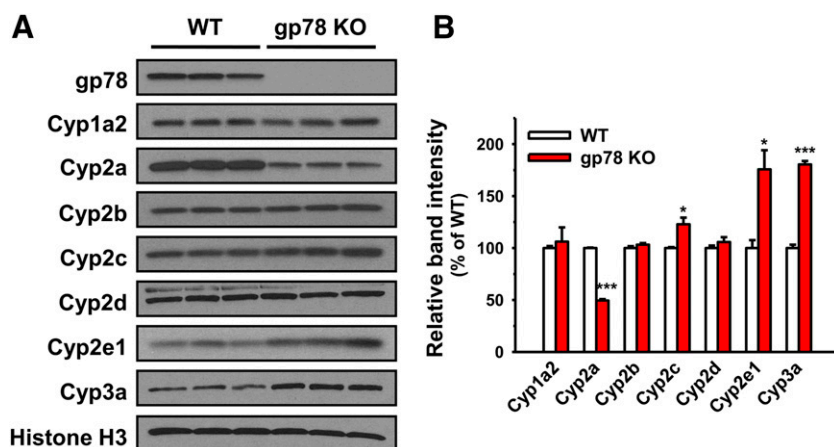 A
WT gp78 KO
gp78
Cyp1a2
Cyp2a
Cyp2b
Cyp2c
Cyp2d
Cyp2e1
Cyp3a
Histone H3
B
WT
gp78 KO
Relative band intensity
(% of WT)
200
150
100
50
0
***
*
*
***
Cyp1a2
Cyp2a
Cyp2b
Cyp2c
Cyp2d
Cyp2e1
Cyp3a